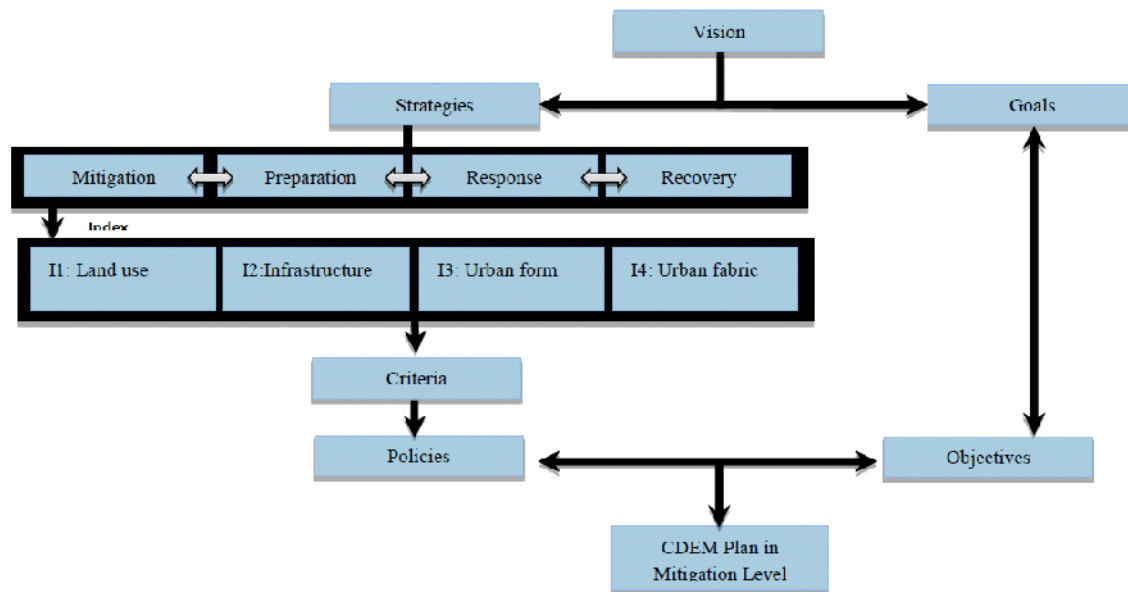 Vision
Strategies
Goals
Mitigation
Preparation
Response
Recovery
Index
I1: Land use
I2:Infrastructure
I3: Urban form
I4: Urban fabric
Criteria
Policies
Objectives
CDEM Plan in
Mitigation Level